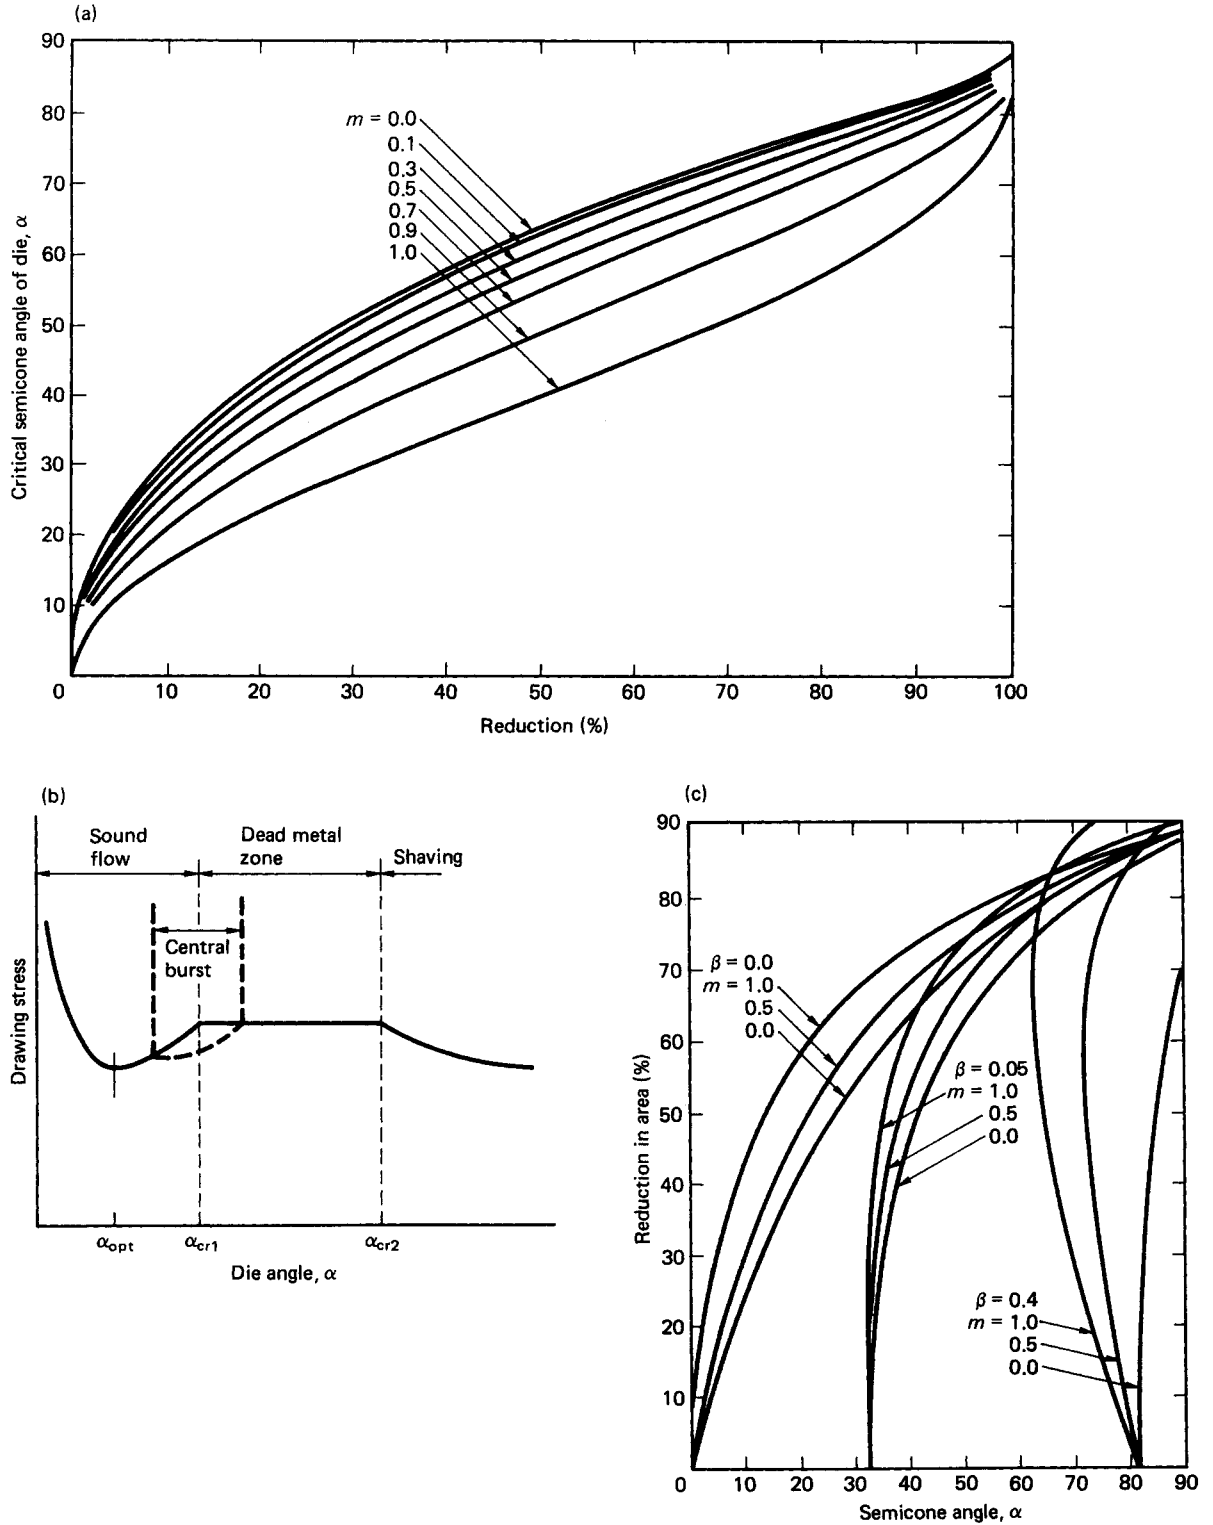 (a)
90
80
70
60
50
40
30
20
10
0
10
20
30
40
50
60
70
80
90
100
Critical semicone angle of die, α
Reduction (%)
m = 0.0
0.1
0.3
0.5
0.7
0.9
1.0
(b)
Sound
flow
Dead metal
zone
Shaving
Central
burst
Drawing stress
αopt
αcr1
αcr2
Die angle, α
(c)
90
80
70
60
50
40
30
20
10
0
10
20
30
40
50
60
70
80
90
Reduction in area (%)
Semicone angle, α
β = 0.0
m = 1.0
0.5
0.0
β = 0.05
m = 1.0
0.5
0.0
β = 0.4
m = 1.0
0.5
0.0